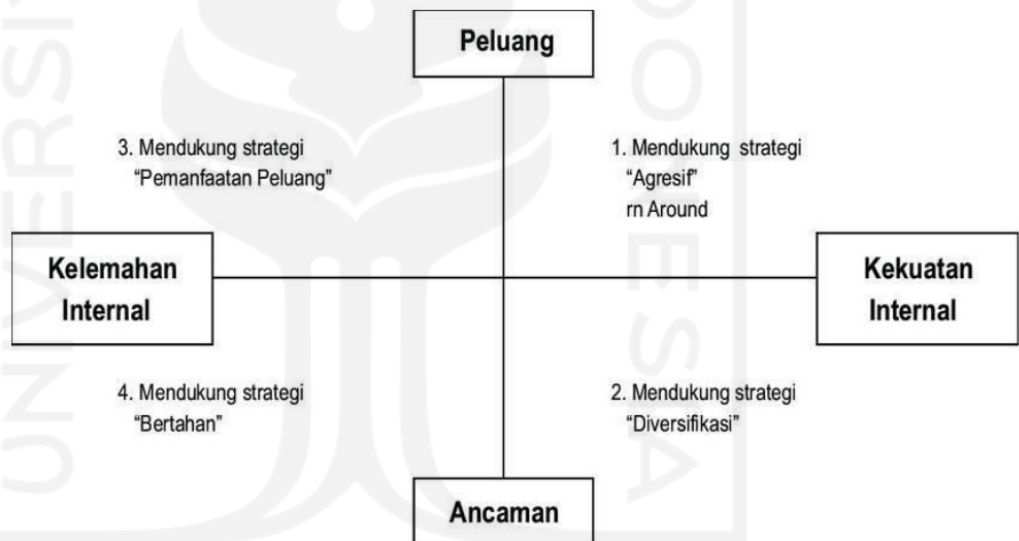 Peluang
3. Mendukung strategi
"Pemanfaatan Peluang"
1. Mendukung strategi
"Agresif"
rn Around
Kelemahan
Internal
Kekuatan
Internal
4. Mendukung strategi
"Bertahan"
2. Mendukung strategi
"Diversifikasi"
Ancaman